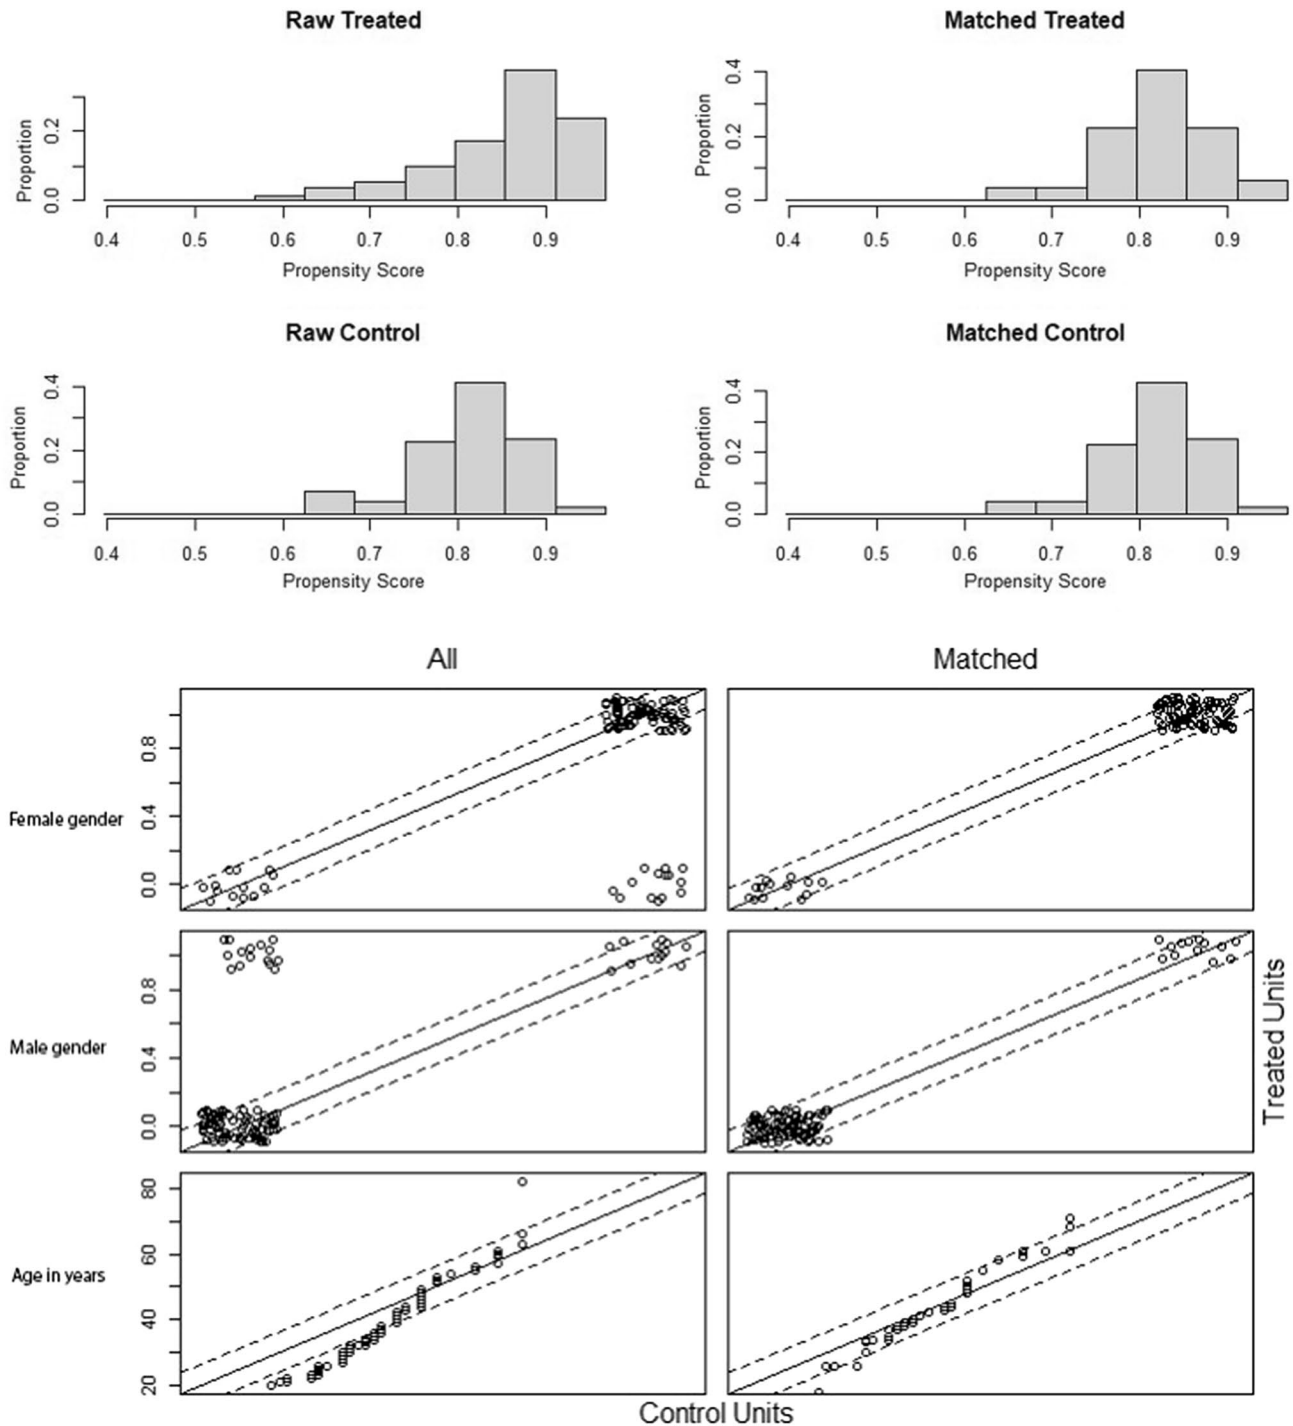 Raw Treated
Matched Treated
Proportion
0.0 0.2
0.4 0.5 0.6 0.7 0.8 0.9
Propensity Score
Proportion
0.0 0.2 0.4
0.4 0.5 0.6 0.7 0.8 0.9
Propensity Score
Raw Control
Matched Control
Proportion
0.0 0.2 0.4
0.4 0.5 0.6 0.7 0.8 0.9
Propensity Score
Proportion
0.0 0.2 0.4
0.4 0.5 0.6 0.7 0.8 0.9
Propensity Score
All
Matched
Female gender
0.0 0.4 0.8
Male gender
0.0 0.4 0.8
Age in years
20 40 60 80
Treated Units
Control Units